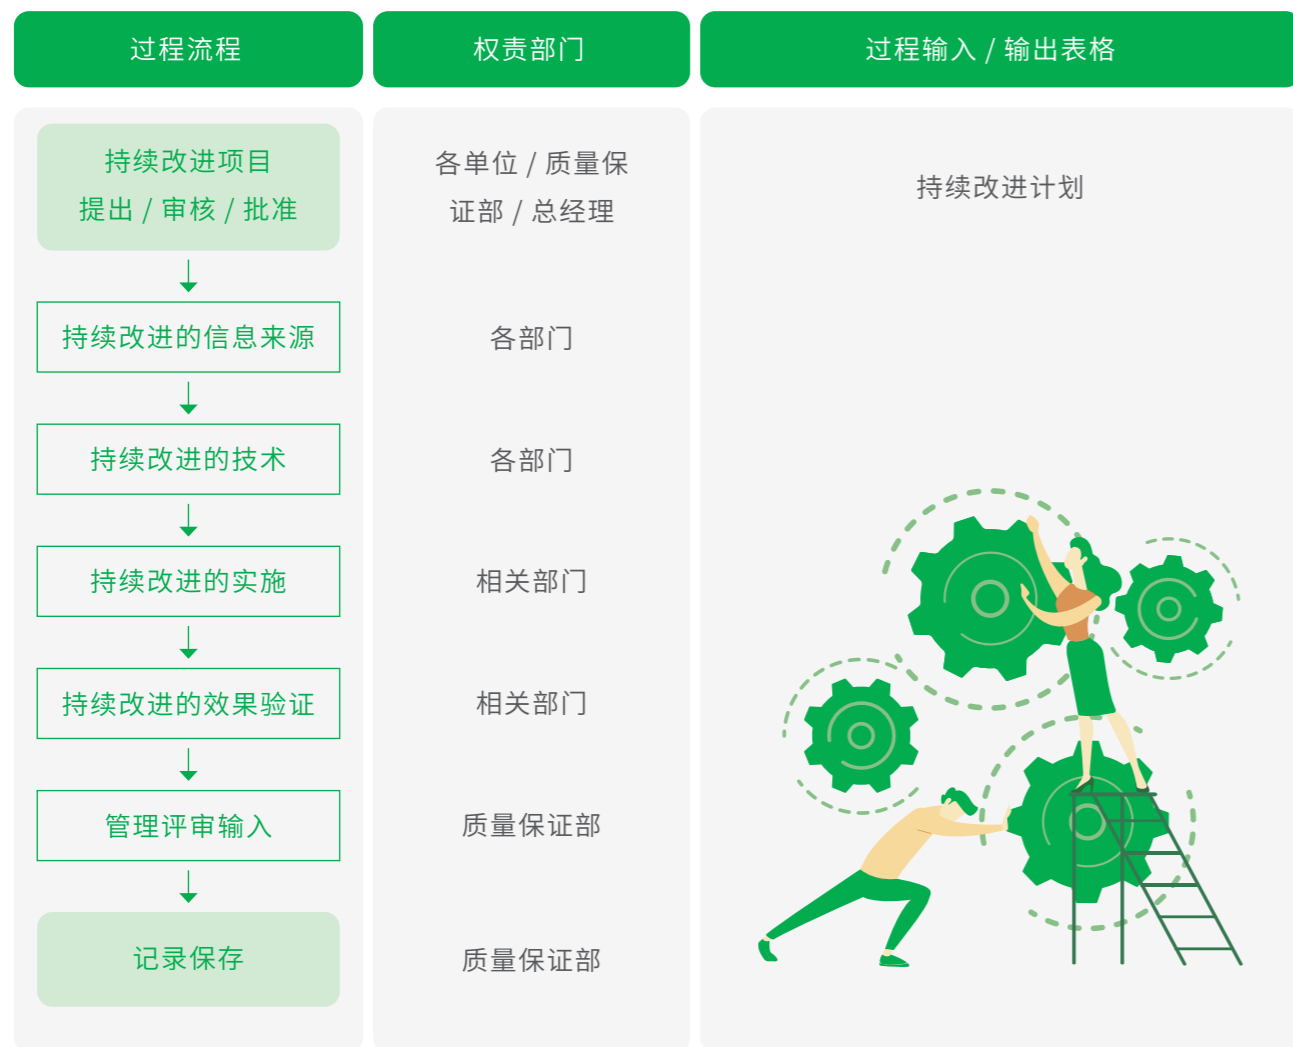 过程流程
权责部门
过程输入 / 输出表格
持续改进项目
提出 / 审核 / 批准
各单位 / 质量保
证部 / 总经理
持续改进计划
持续改进的信息来源
各部门
持续改进的技术
各部门
持续改进的实施
相关部门
持续改进的效果验证
相关部门
管理评审输入
质量保证部
记录保存
质量保证部